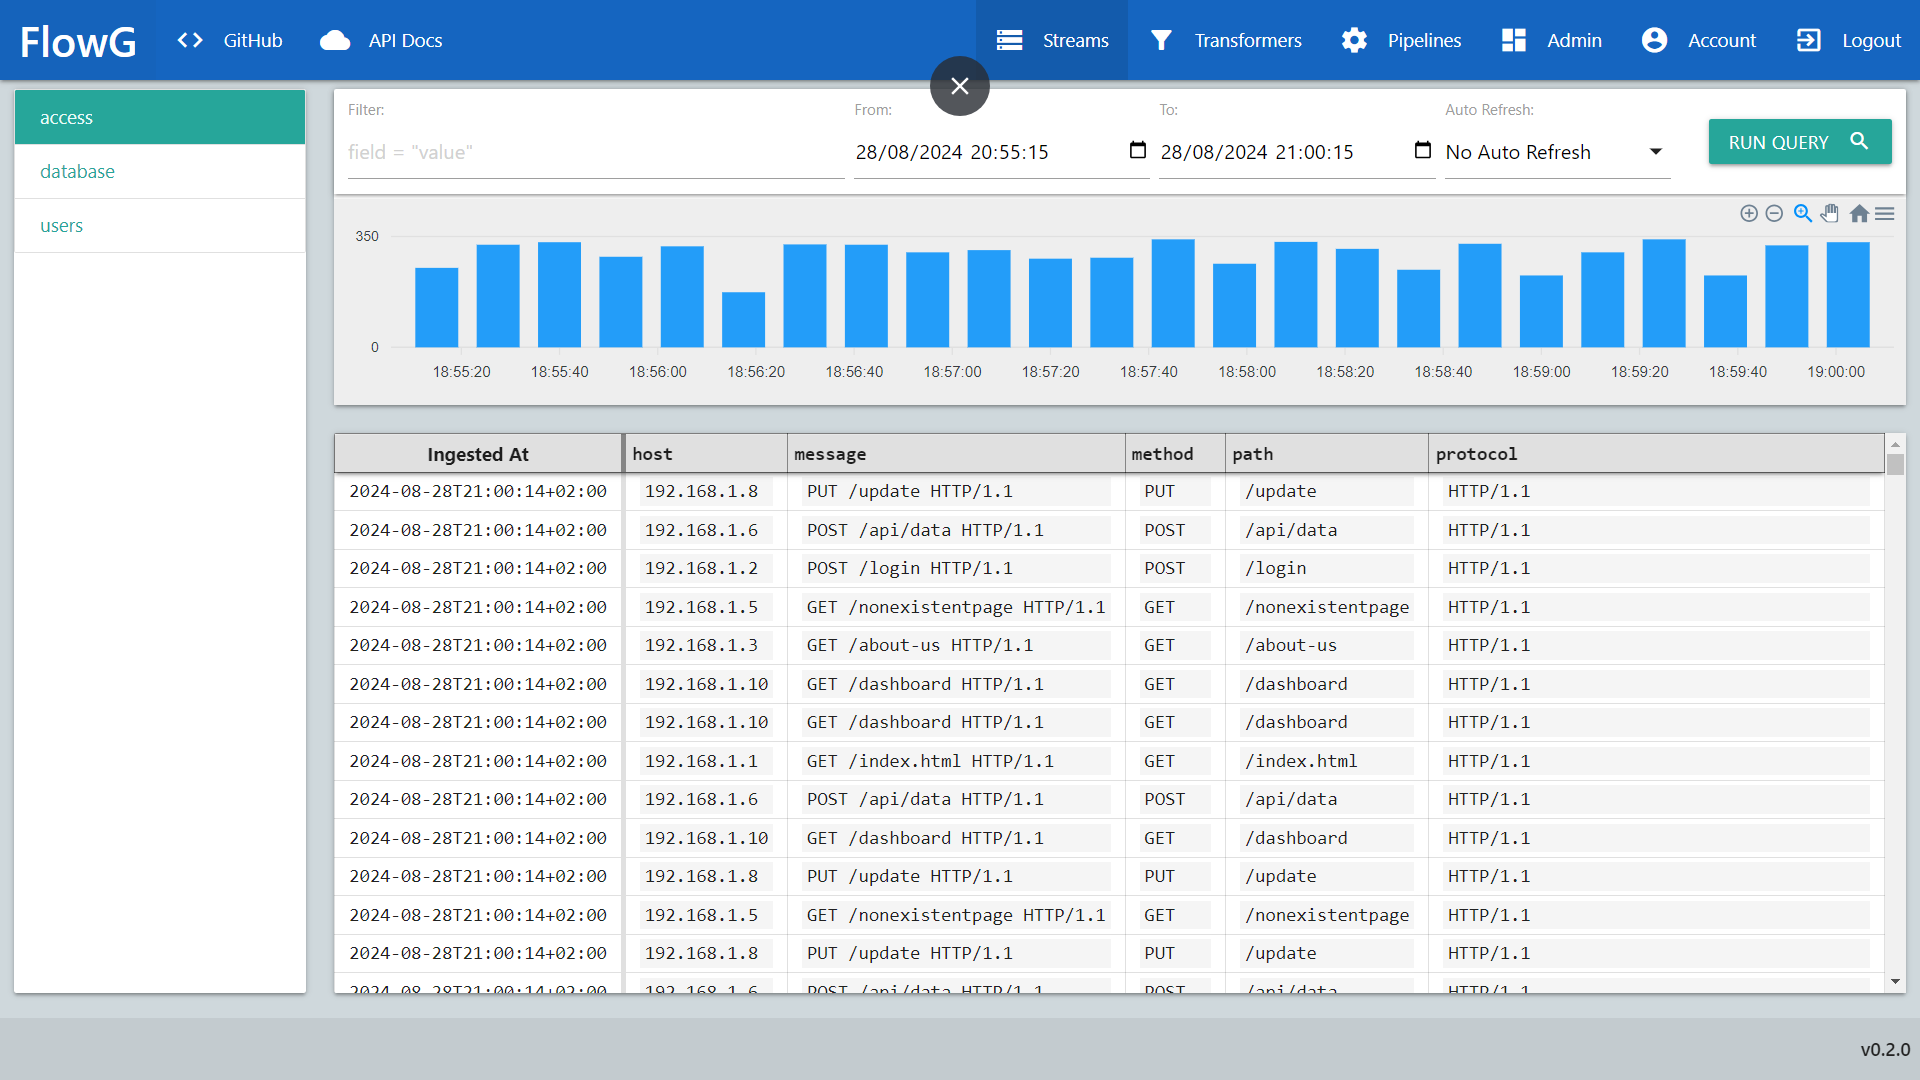 FlowG GitHub API Docs Streams Transformers Pipelines Admin Account Logout
access
database
users
Filter: From: To: Auto Refresh:
field = "value" 28/08/2024 20:55:15 28/08/2024 21:00:15 No Auto Refresh RUN QUERY
350
0
18:55:20 18:55:40 18:56:00 18:56:20 18:56:40 18:57:00 18:57:20 18:57:40 18:58:00 18:58:20 18:58:40 18:59:00 18:59:20 18:59:40 19:00:00
Ingested At host message method path protocol
2024-08-28T21:00:14+02:00 192.168.1.8 PUT /update HTTP/1.1 PUT /update HTTP/1.1
2024-08-28T21:00:14+02:00 192.168.1.6 POST /api/data HTTP/1.1 POST /api/data HTTP/1.1
2024-08-28T21:00:14+02:00 192.168.1.2 POST /login HTTP/1.1 POST /login HTTP/1.1
2024-08-28T21:00:14+02:00 192.168.1.5 GET /nonexistentpage HTTP/1.1 GET /nonexistentpage HTTP/1.1
2024-08-28T21:00:14+02:00 192.168.1.3 GET /about-us HTTP/1.1 GET /about-us HTTP/1.1
2024-08-28T21:00:14+02:00 192.168.1.10 GET /dashboard HTTP/1.1 GET /dashboard HTTP/1.1
2024-08-28T21:00:14+02:00 192.168.1.10 GET /dashboard HTTP/1.1 GET /dashboard HTTP/1.1
2024-08-28T21:00:14+02:00 192.168.1.1 GET /index.html HTTP/1.1 GET /index.html HTTP/1.1
2024-08-28T21:00:14+02:00 192.168.1.6 POST /api/data HTTP/1.1 POST /api/data HTTP/1.1
2024-08-28T21:00:14+02:00 192.168.1.10 GET /dashboard HTTP/1.1 GET /dashboard HTTP/1.1
2024-08-28T21:00:14+02:00 192.168.1.8 PUT /update HTTP/1.1 PUT /update HTTP/1.1
2024-08-28T21:00:14+02:00 192.168.1.5 GET /nonexistentpage HTTP/1.1 GET /nonexistentpage HTTP/1.1
2024-08-28T21:00:14+02:00 192.168.1.8 PUT /update HTTP/1.1 PUT /update HTTP/1.1
2024-08-28T21:00:14+02:00 192.168.1.6 POST /api/data HTTP/1.1 POST /api/data HTTP/1.1
v0.2.0